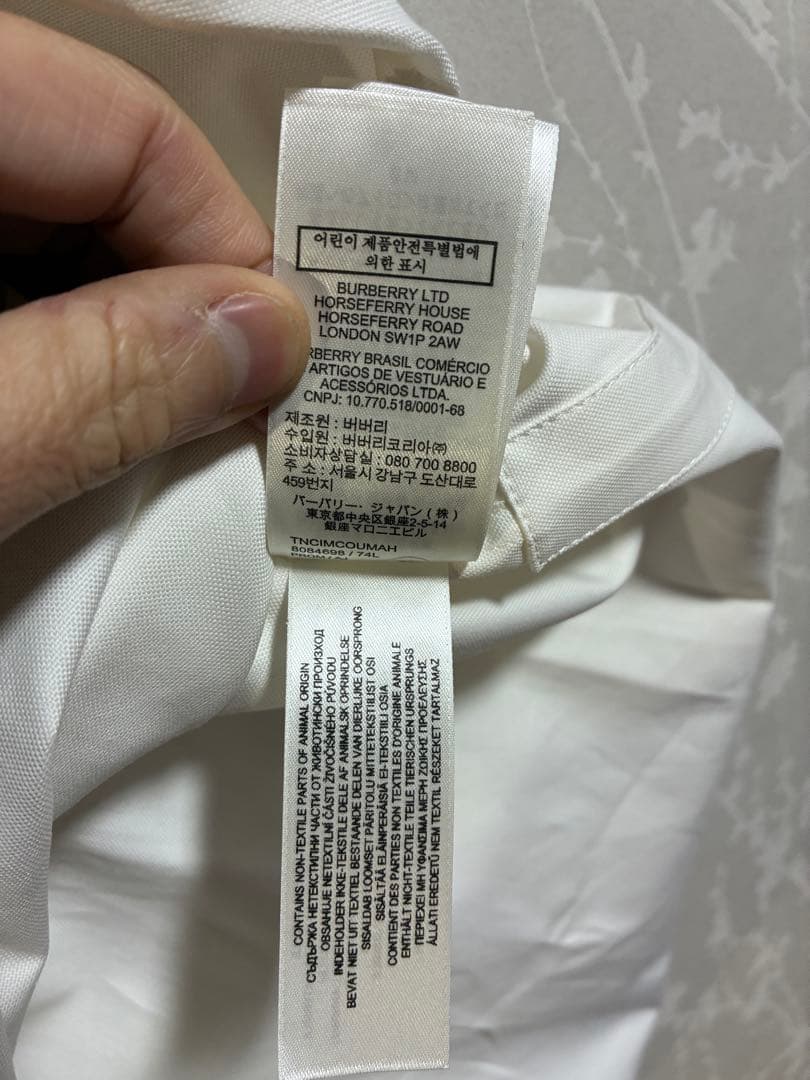 어린이 제품안전특별법에
의한 표시
BURBERRY LTD
HORSEFERRY HOUSE
HORSEFERRY ROAD
LONDON SW1P 2AW
RBERRY BRASIL COMÉRCIO
ARTIGOS DE VESTUÁRIO E
ACESSÓRIOS LTDA.
CNPJ: 10.770.518/0001-68
제조원 : 버버리
수입원 : 버버리코리아㈜
소비자상담실 : 080 700 8800
주 소 : 서울시 강남구 도산대로
459번지
バーバリー・ジャパン(株)
東京都中央区銀座2-5-14
銀座マロニエビル
TNCIMCOUMAH
8084698 / 74L
CONTAINS NON-TEXTILE PARTS OF ANIMAL ORIGIN
СЪДЪРЖА НЕТЕКСТИЛНИ ЧАСТИ ОТ ЖИВОТИНСКИ ПРОИЗХОД
OBSAHUJE NETEXTILNÍ ČÁSTI ŽIVOČIŠNÉHO PŮVODU
INDEHOLDER IKKE-TEKSTILE DELE AF ANIMALSK OPRINDELSE
BEVAT NIET UIT TEXTIEL BESTAANDE DELEN VAN DIERLIJKE OORSPRONG
SISALDAB LOOMSET PÄRITOLU MITTETEKSTIILIST OSI
SISÄLTÄÄ ELÄINPERÄISIÄ EI-TEKSTIILI OSIA
CONTIENT DES PARTIES NON TEXTILES D'ORIGINE ANIMALE
ENTHÄLT NICHT-TEXTILE TEILE TIERISCHEN URSPRUNGS
ΠΕΡΙΕΧΕΙ ΜΗ ΥΦΑΝΣΙΜΑ ΜΕΡΗ ΖΩΙΚΗΣ ΠΡΟΕΛΕΥΣΗΣ
ÁLLATI EREDETŰ NEM TEXTIL RÉSZEKET TARTALMAZ